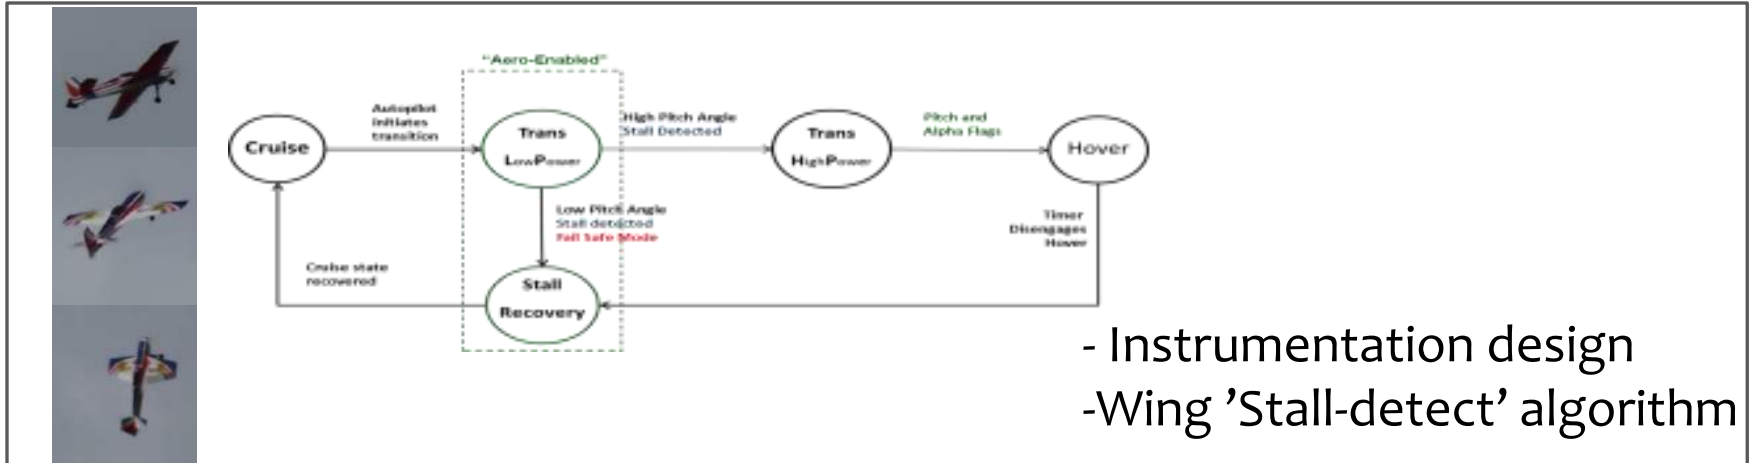 "Aero-Enabled"
Cruise
Autopilot
initiates
transition
Trans
LowPower
High Pitch Angle
Stall Detected
Trans
HighPower
Pitch and
Alpha Flags
Hover
Low Pitch Angle
Stall detected
Fail Safe Mode
Timer
Disengages
Hover
Cruise state
recovered
Stall
Recovery
- Instrumentation design
-Wing ’Stall-detect’ algorithm